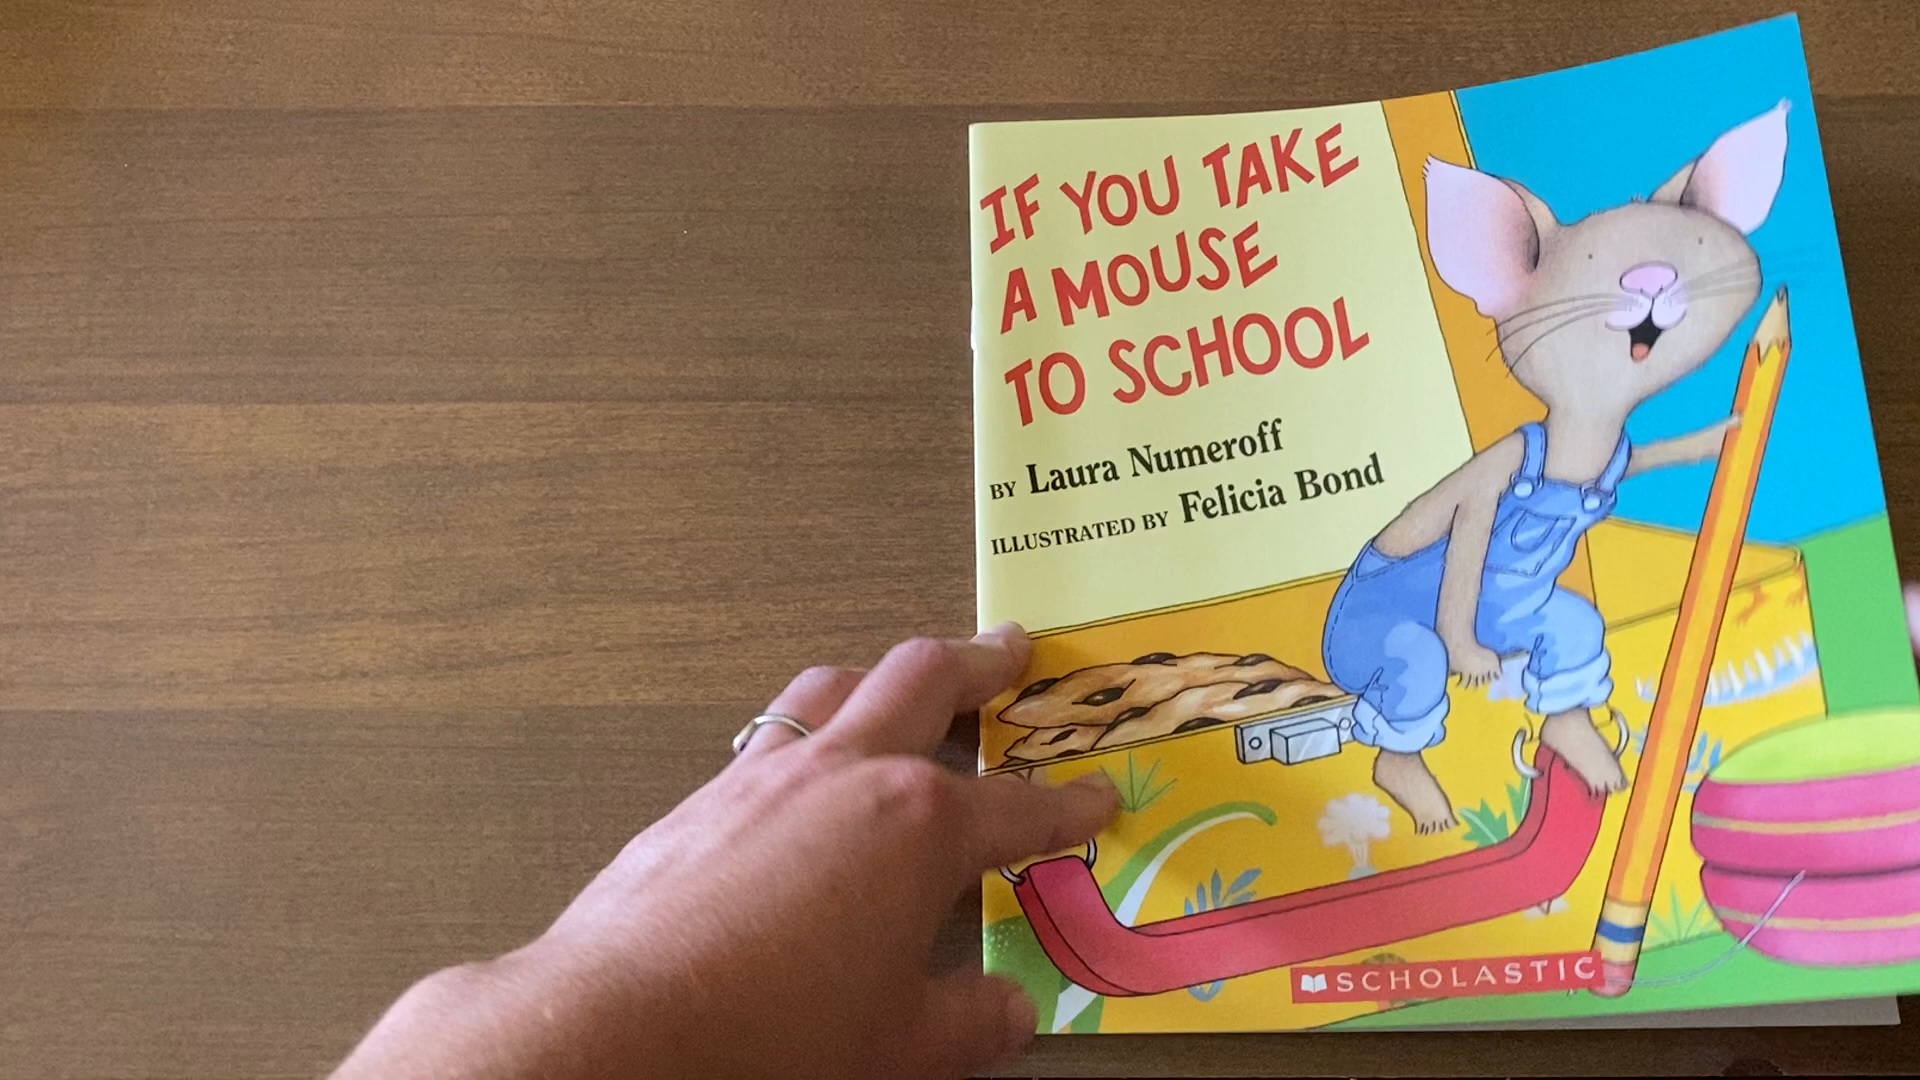 IF YOU TAKE
A MOUSE
TO SCHOOL
BY Laura Numeroff
ILLUSTRATED BY Felicia Bond
SCHOLASTIC